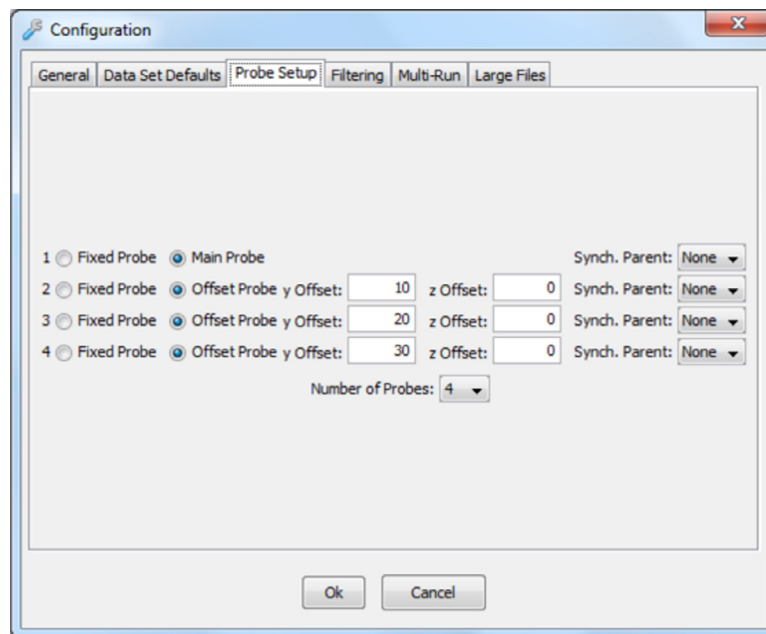 Configuration
General Data Set Defaults Probe Setup Filtering Multi-Run Large Files
1 Fixed Probe Main Probe Synch. Parent: None
2 Fixed Probe Offset Probe y Offset: 10 z Offset: 0 Synch. Parent: None
3 Fixed Probe Offset Probe y Offset: 20 z Offset: 0 Synch. Parent: None
4 Fixed Probe Offset Probe y Offset: 30 z Offset: 0 Synch. Parent: None
Number of Probes: 4
Ok Cancel